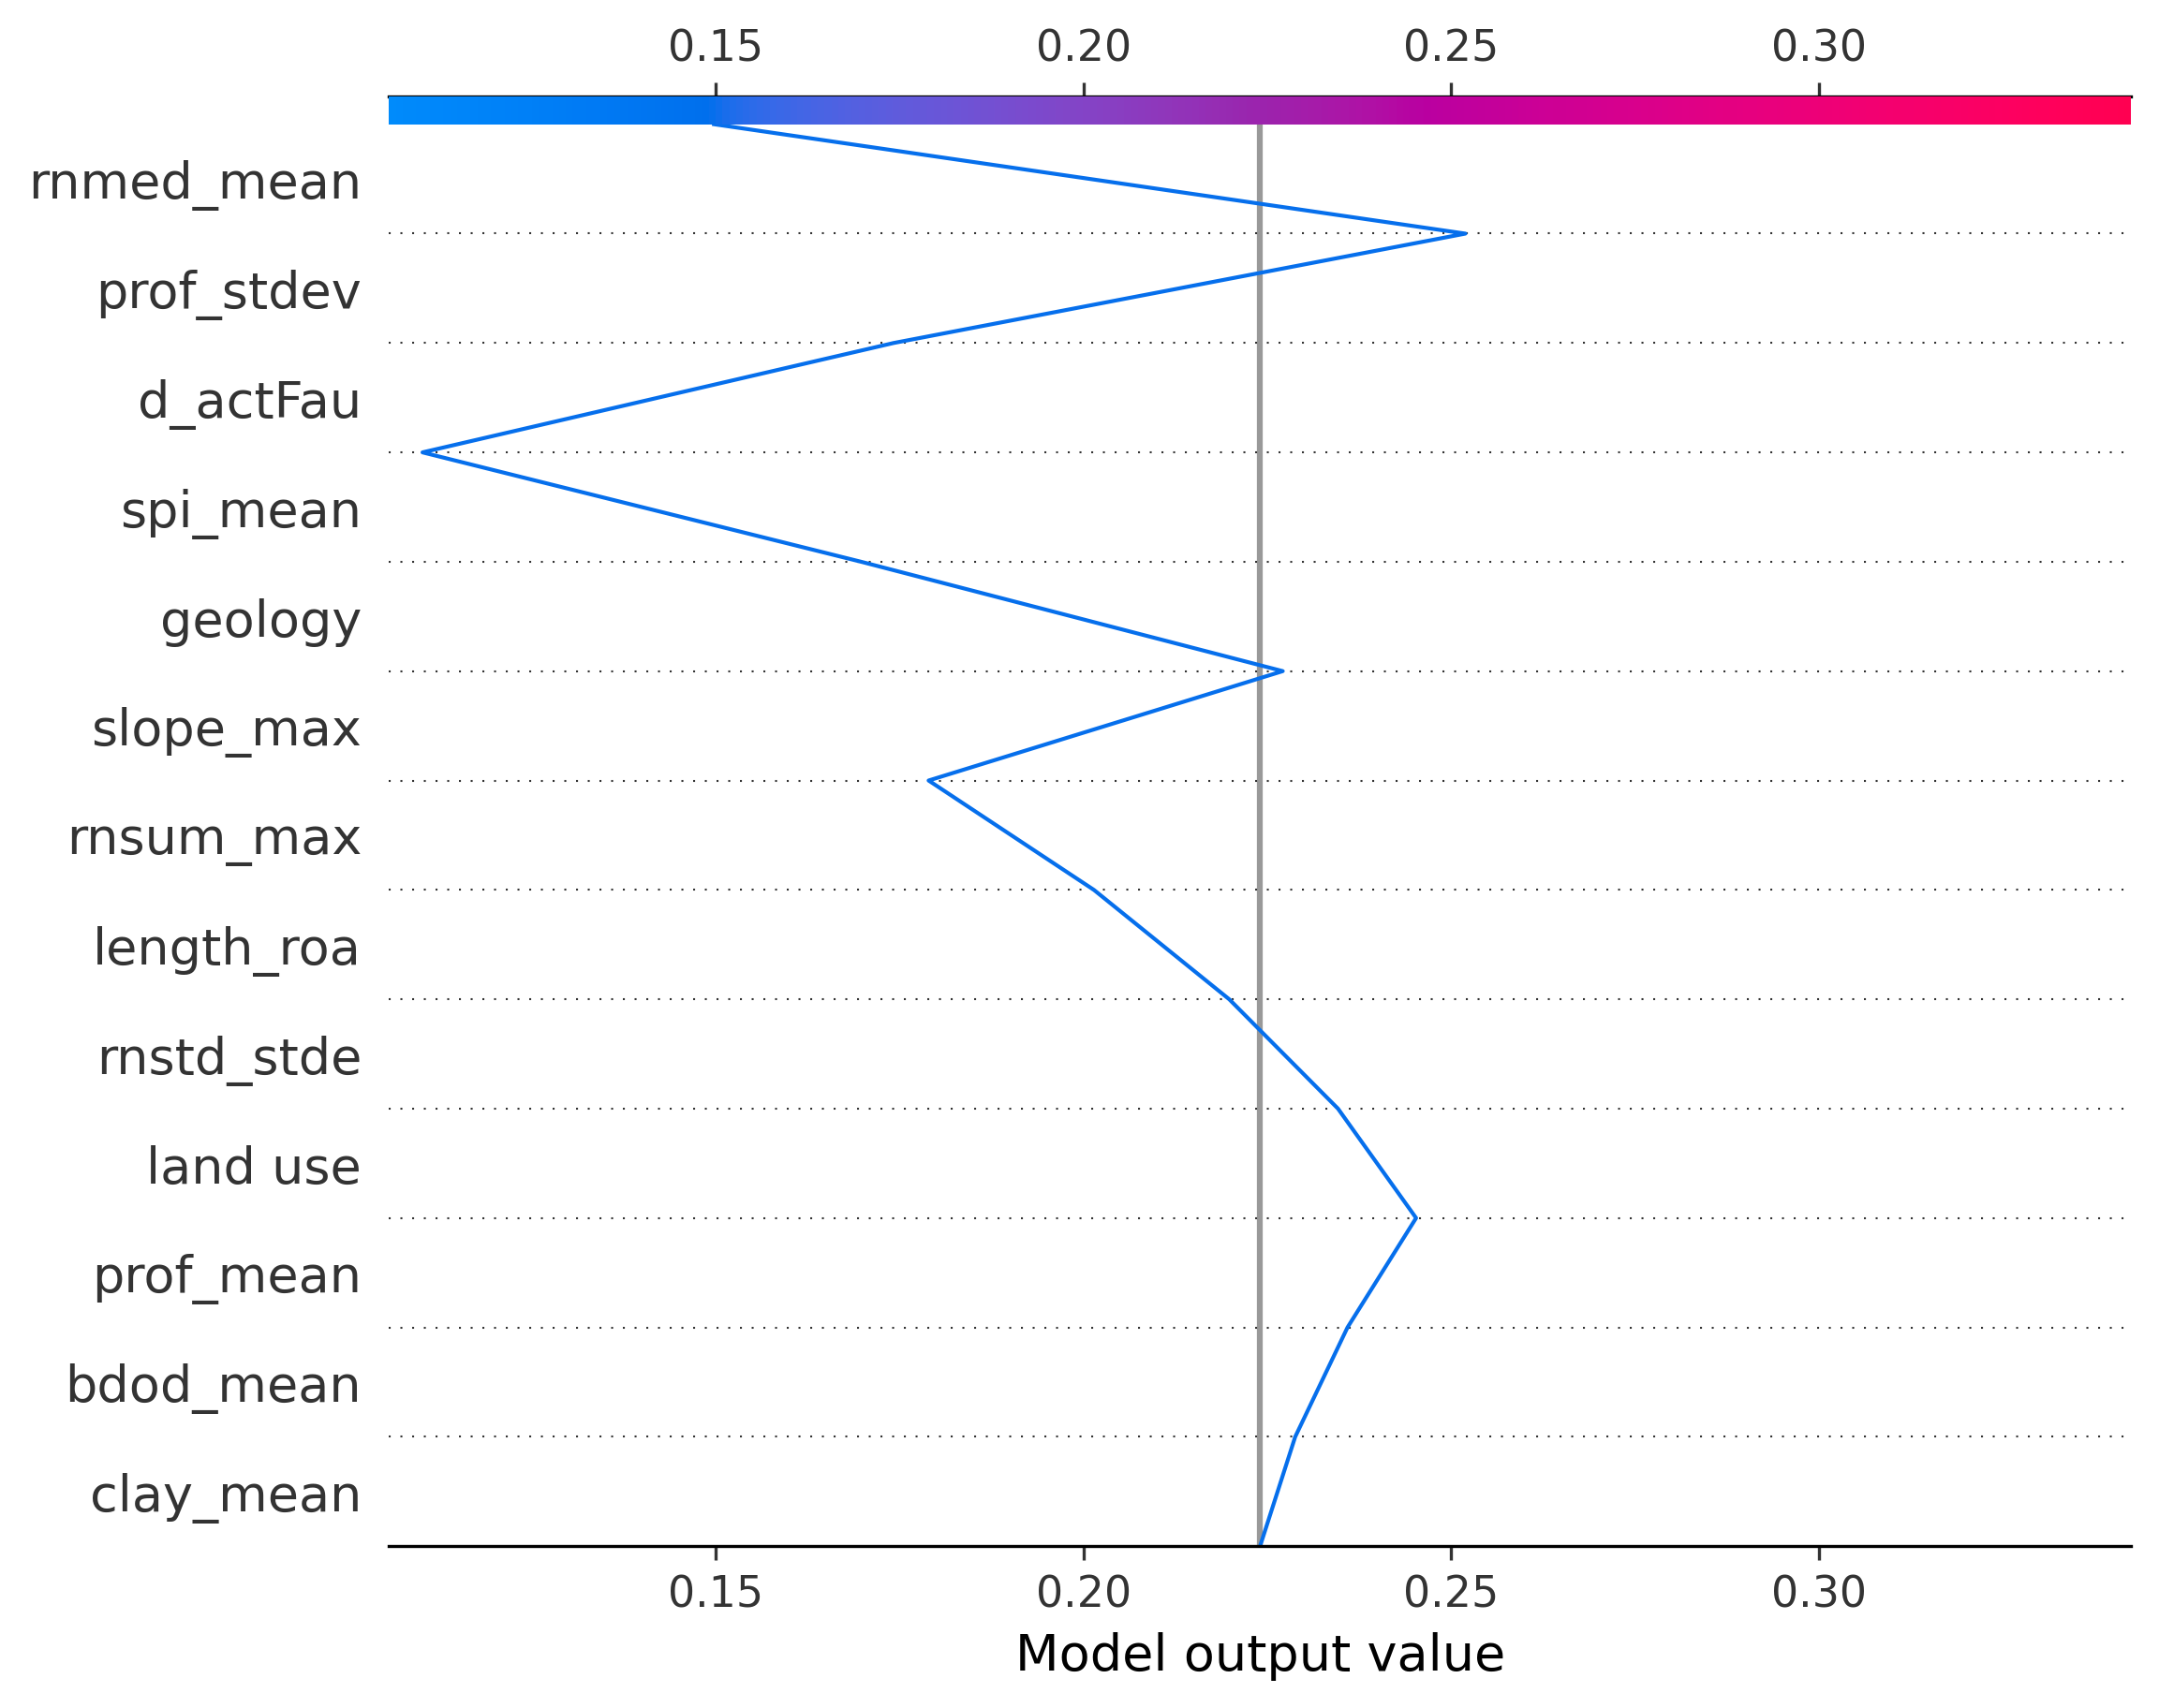 0.15 0.20 0.25 0.30
rnmed_mean
prof_stdev
d_actFau
spi_mean
geology
slope_max
rnsum_max
length_roa
rnstd_stde
land use
prof_mean
bdod_mean
clay_mean
0.15 0.20 0.25 0.30
Model output value